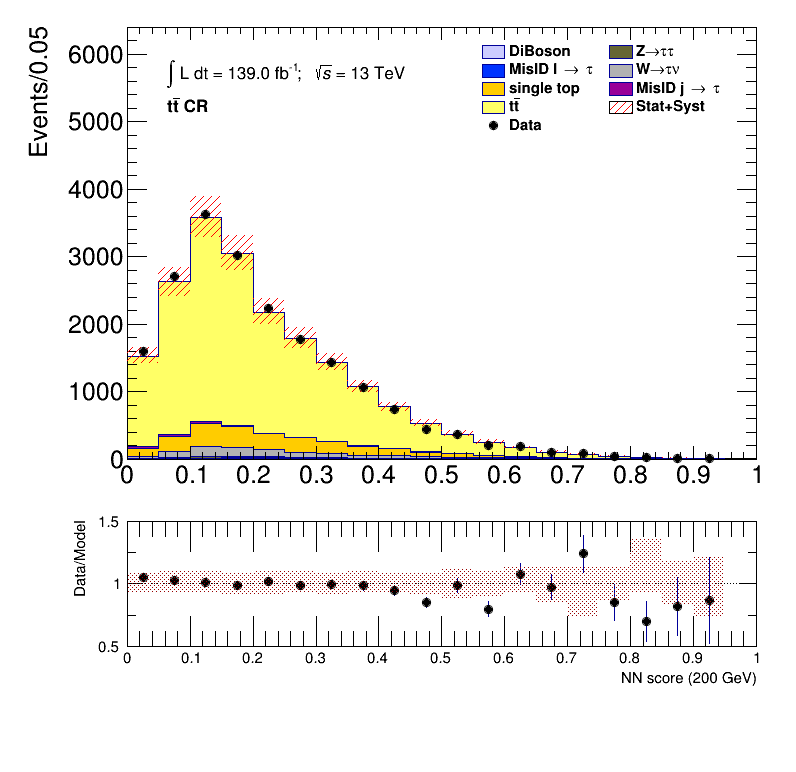 Events/0.05
6000
5000
4000
3000
2000
1000
0
∫ L dt = 139.0 fb⁻¹; √s = 13 TeV
tt̄ CR
DiBoson
MisID l → τ
single top
tt̄
Data
Z→ττ
W→τν
MisID j → τ
Stat+Syst
0 0.1 0.2 0.3 0.4 0.5 0.6 0.7 0.8 0.9 1
Data/Model
1.5
1
0.5
0 0.1 0.2 0.3 0.4 0.5 0.6 0.7 0.8 0.9 1
NN score (200 GeV)